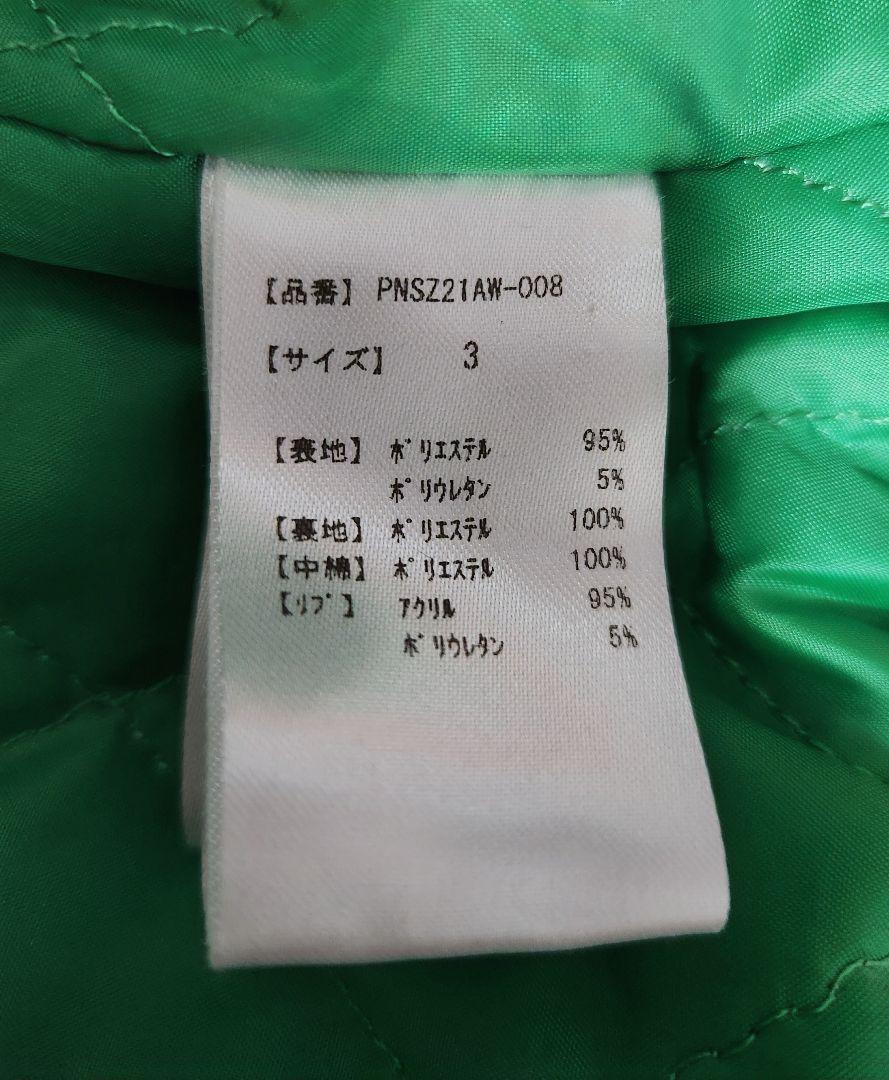 【品番】 PNSZ21AW-008
【サイズ】 3
【表地】 ﾎﾟﾘｴｽﾃﾙ 95%
ﾎﾟﾘｳﾚﾀﾝ 5%
【裏地】 ﾎﾟﾘｴｽﾃﾙ 100%
【中綿】 ﾎﾟﾘｴｽﾃﾙ 100%
【ﾘﾌﾞ】 ｱｸﾘﾙ 95%
ﾎﾟﾘｳﾚﾀﾝ 5%